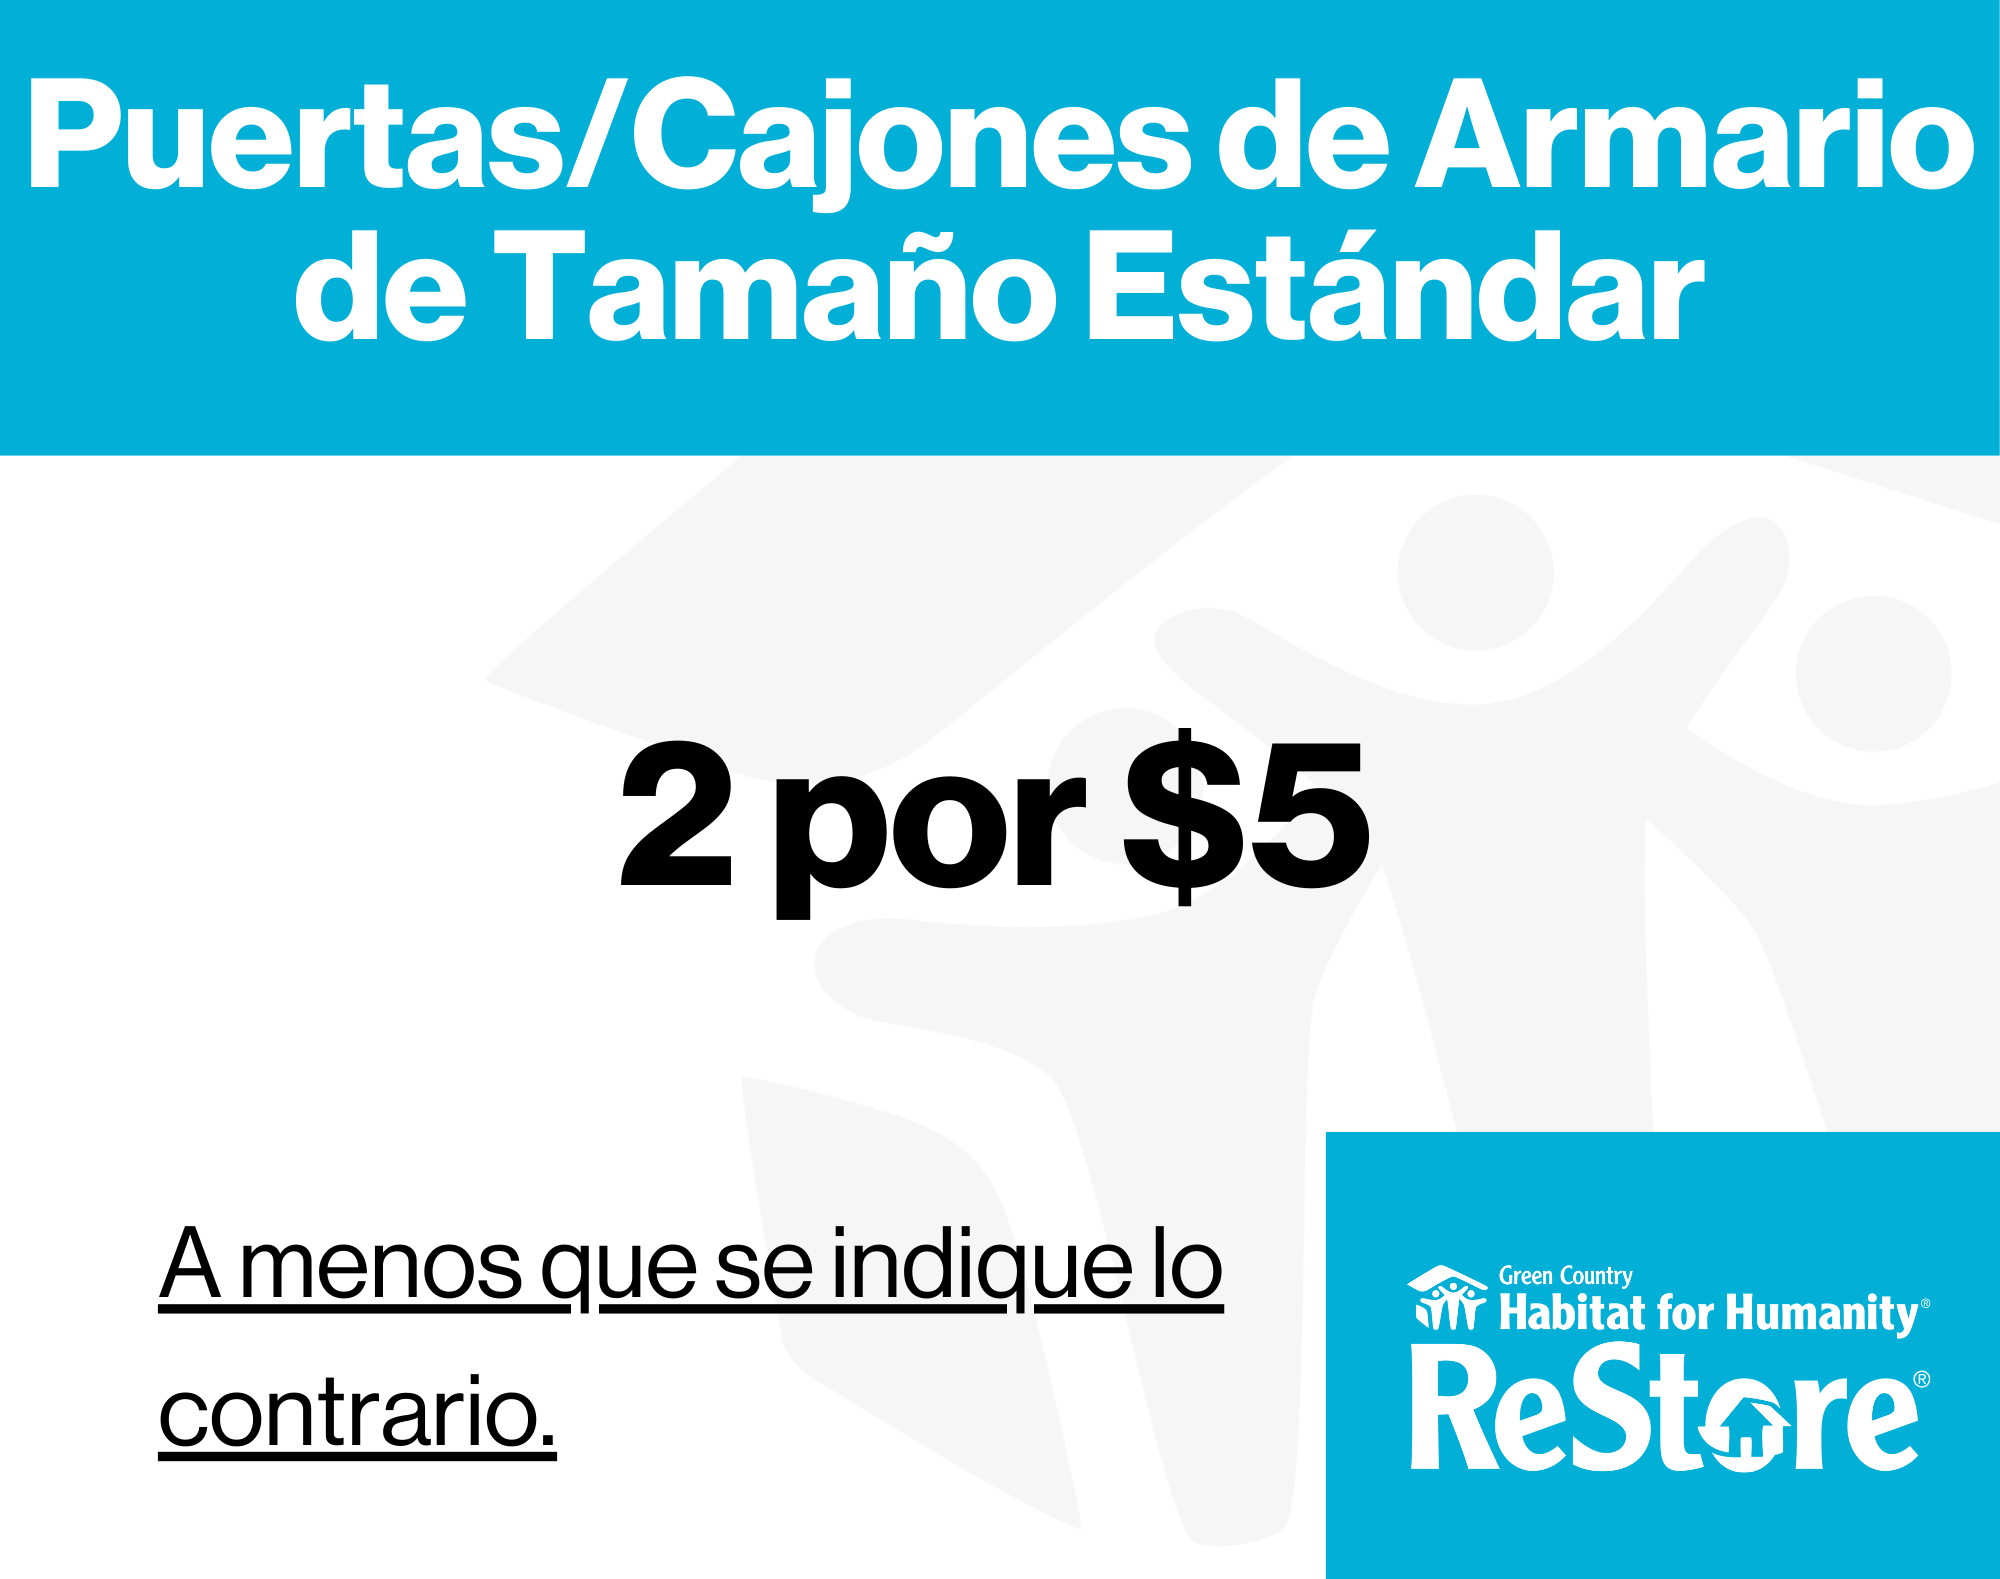 Puertas/Cajones de Armario
de Tamaño Estándar
2 por $5
A menos que se indique lo
contrario.
Green Country
Habitat for Humanity®
ReStore®